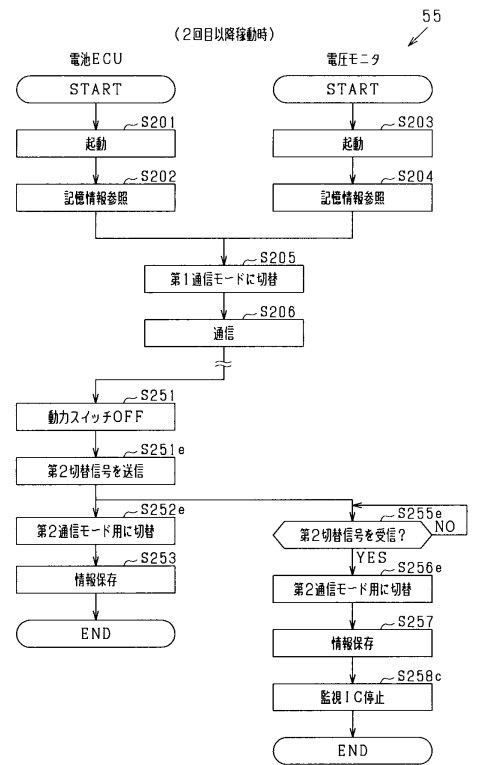 55
(2回目以降稼動時)
電池ECU
電圧モニタ
START
START
S201
起動
S203
起動
S202
記憶情報参照
S204
記憶情報参照
S205
第1通信モードに切替
S206
通信
S251
動力スイッチOFF
S251e
第2切替信号を送信
S252e
第2通信モード用に切替
S253
情報保存
END
S255e
第2切替信号を受信?
NO
YES
S256e
第2通信モード用に切替
S257
情報保存
S258c
監視IC停止
END